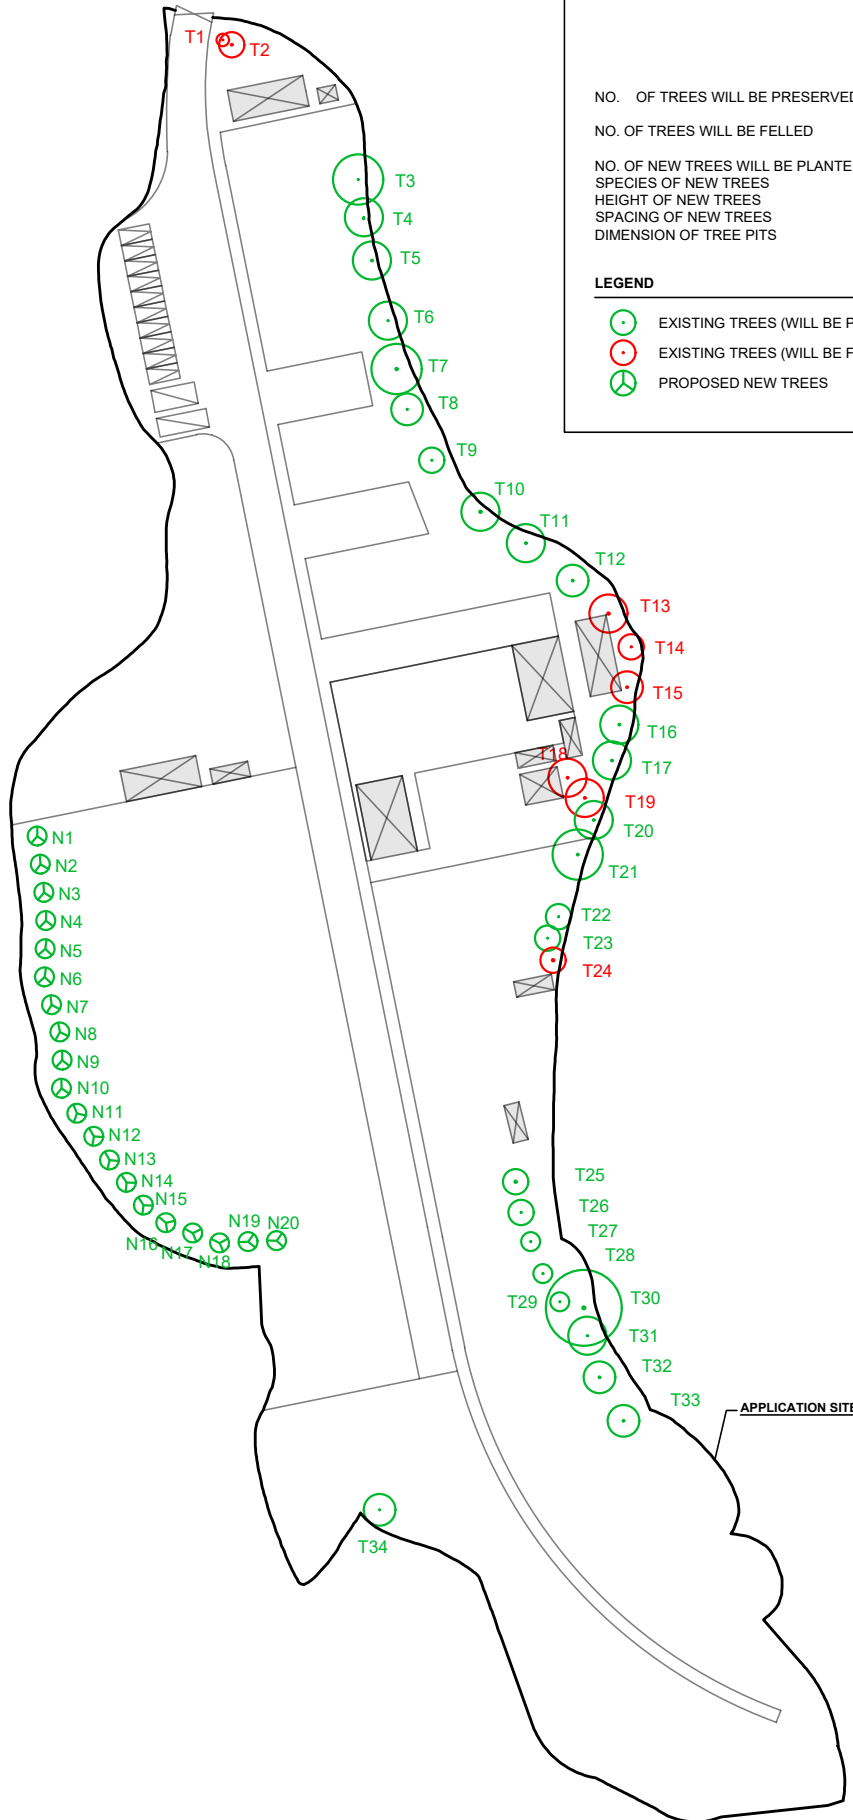 T1
T2
NO. OF TREES WILL BE PRESERVED
NO. OF TREES WILL BE FELLED
NO. OF NEW TREES WILL BE PLANTE
SPECIES OF NEW TREES
HEIGHT OF NEW TREES
SPACING OF NEW TREES
DIMENSION OF TREE PITS
LEGEND
EXISTING TREES (WILL BE P
EXISTING TREES (WILL BE F
PROPOSED NEW TREES
T3
T4
T5
T6
T7
T8
T9
T10
T11
T12
T13
T14
T15
T16
T17
T18
T19
T20
T21
T22
T23
T24
N1
N2
N3
N4
N5
N6
N7
N8
N9
N10
N11
N12
N13
N14
N15
N16
N17
N18
N19
N20
T25
T26
T27
T28
T29
T30
T31
T32
T33
APPLICATION SITE
T34